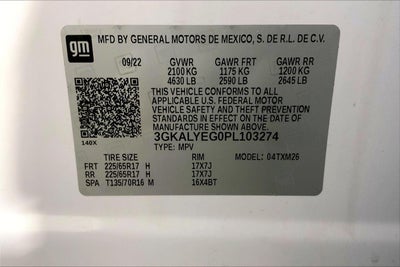 gm MFD BY GENERAL MOTORS DE MEXICO, S. DE R.L. DE C.V.
09/22 GVWR GAWR FRT GAWR RR
2100 KG 1175 KG 1200 KG
4630 LB 2590 LB 2645 LB
THIS VEHICLE CONFORMS TO ALL
APPLICABLE U.S. FEDERAL MOTOR
VEHICLE SAFETY AND THEFT PREVENTION
STANDARDS IN EFFECT ON THE DATE OF
MANUFACTURE SHOWN ABOVE.
3GKALYEG0PL103274
140X TYPE: MPV
TIRE SIZE RIM MODEL: 04TXM26
FRT 225/65R17 H 17X7J
RR 225/65R17 H 17X7J
SPA T135/70R16 M 16X4BT